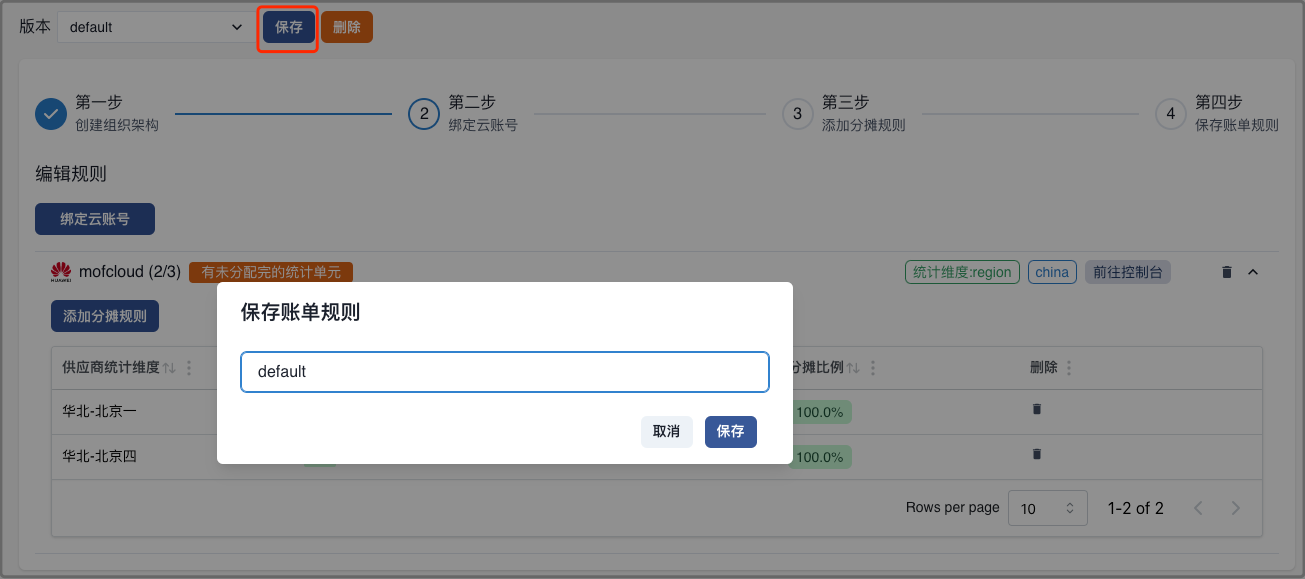 版本 default 保存 删除
第一步 第二步 第三步 第四步
2 3 4
创建组织架构 绑定云账号 添加分摊规则 保存账单规则
编辑规则
绑定云账号
HUAWEI mofcloud (2/3) 有未分配完的统计单元 统计维度:region china 前往控制台
保存账单规则
添加分摊规则
供应商统计维度 分摊比例 删除
default
华北-北京一 100.0%
取消 保存
华北-北京四 100.0%
Rows per page 10 1-2 of 2